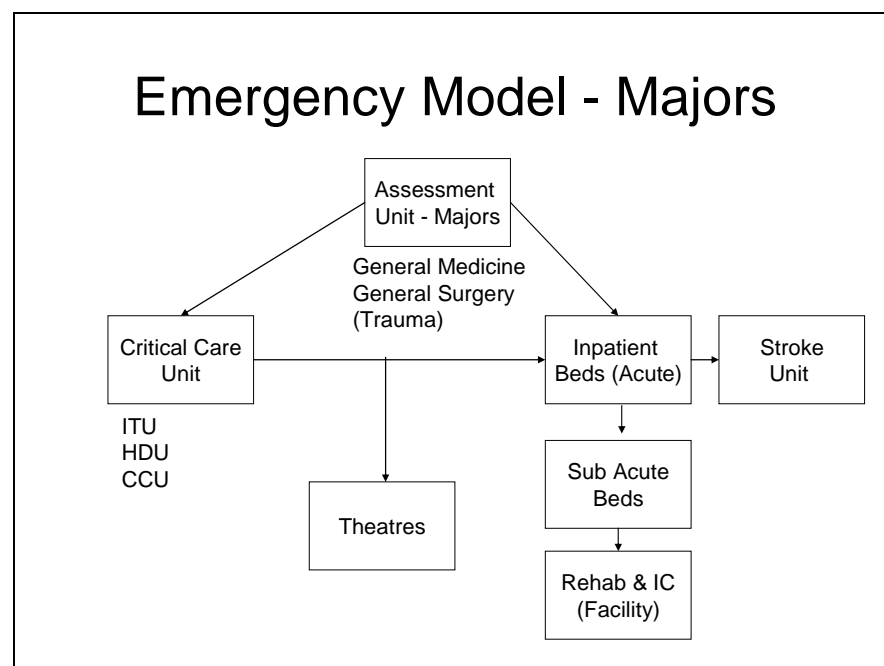 Emergency Model - Majors
Assessment
Unit - Majors
General Medicine
General Surgery
(Trauma)
Critical Care
Unit
ITU
HDU
CCU
Inpatient
Beds (Acute)
Stroke
Unit
Theatres
Sub Acute
Beds
Rehab & IC
(Facility)